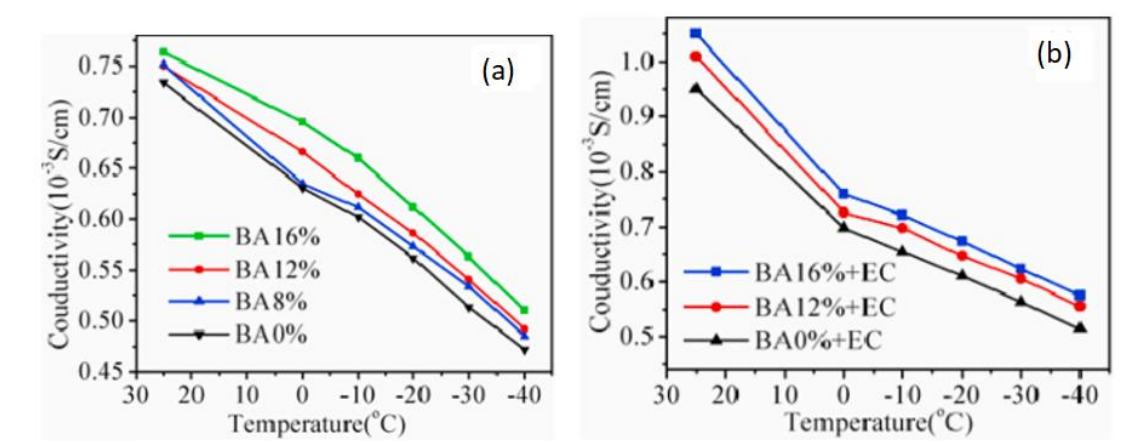 (a)
Couductivity(10⁻³S/cm)
0.75
0.70
0.65
0.60
0.55
0.50
0.45
BA16%
BA12%
BA8%
BA0%
30 20 10 0 -10 -20 -30 -40
Temperature(°C)
(b)
Couductivity(10⁻³S/cm)
1.0
0.9
0.8
0.7
0.6
0.5
BA16%+EC
BA12%+EC
BA0%+EC
30 20 10 0 -10 -20 -30 -40
Temperature(°C)